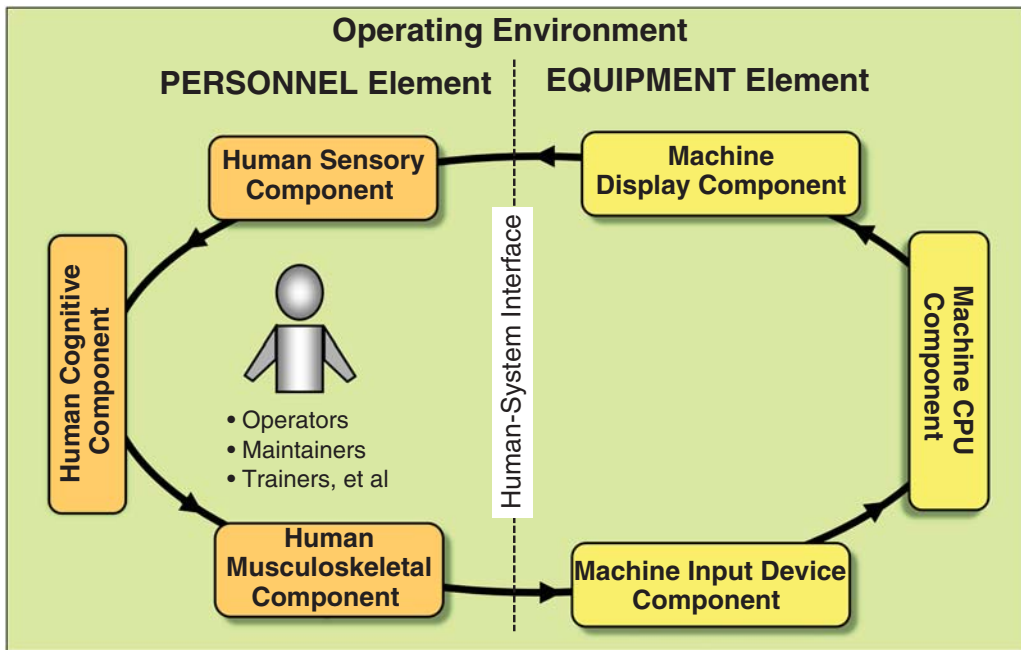 Operating Environment
PERSONNEL Element
EQUIPMENT Element
Human Sensory
Component
Machine
Display Component
Human Cognitive
Component
Human-System Interface
Machine CPU
Component
• Operators
• Maintainers
• Trainers, et al
Human
Musculoskeletal
Component
Machine Input Device
Component